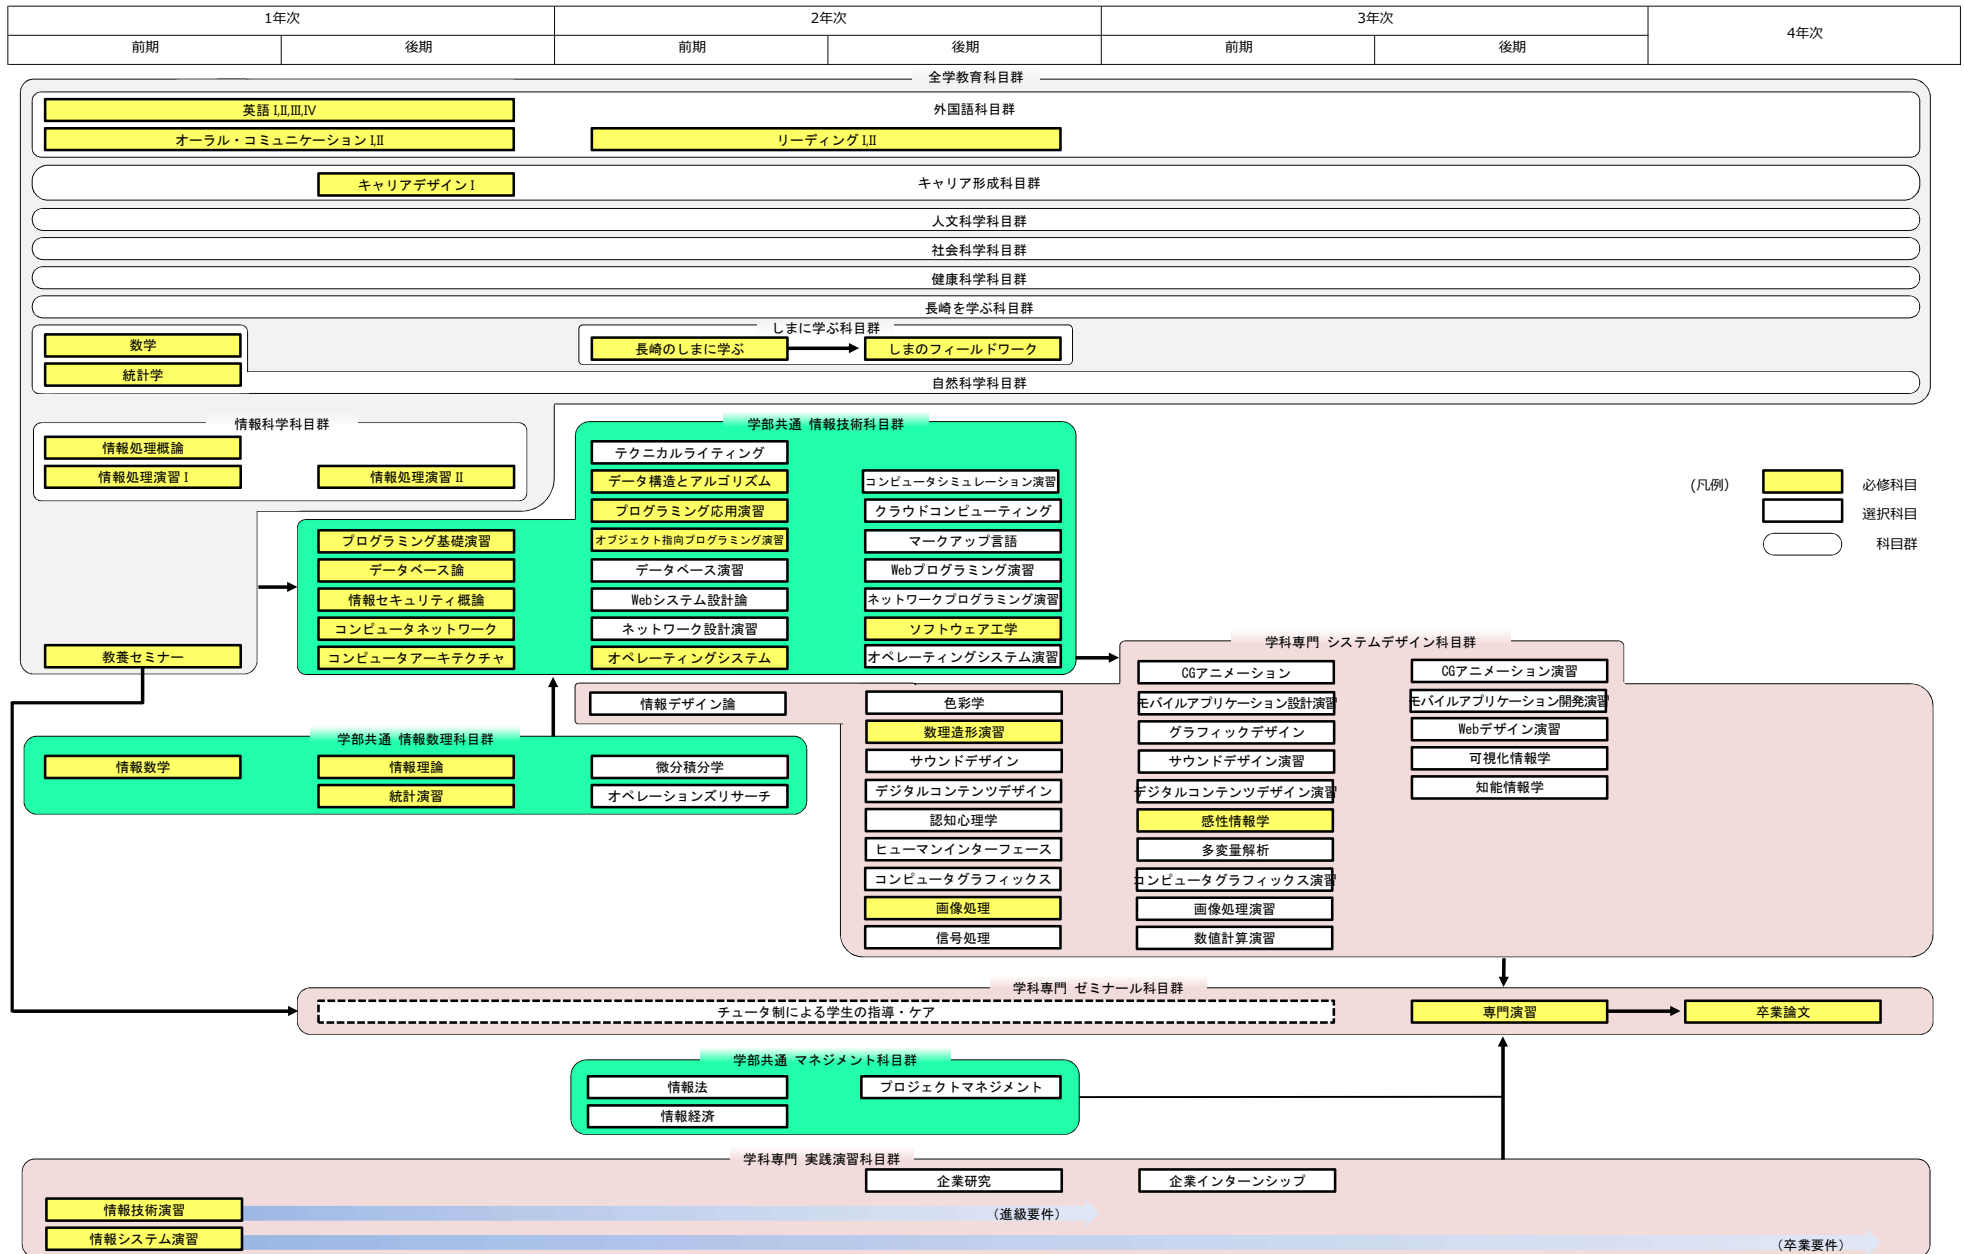 1年次 2年次 3年次 4年次
前期 後期 前期 後期 前期 後期
全学教育科目群
英語 I,II,III,IV 外国語科目群
オーラル・コミュニケーション I,II リーディング I,II
キャリアデザイン I キャリア形成科目群
人文科学科目群
社会科学科目群
健康科学科目群
長崎を学ぶ科目群
しまに学ぶ科目群
数学 長崎のしまに学ぶ しまのフィールドワーク
統計学
自然科学科目群
情報科学科目群
情報処理概論
情報処理演習 I 情報処理演習 II
学部共通 情報技術科目群
テクニカルライティング
データ構造とアルゴリズム コンピュータシミュレーション演習
プログラミング応用演習 クラウドコンピューティング
プログラミング基礎演習 オブジェクト指向プログラミング演習 マークアップ言語
データベース論 データベース演習 Webプログラミング演習
情報セキュリティ概論 Webシステム設計論 ネットワークプログラミング演習
コンピュータネットワーク ネットワーク設計演習 ソフトウェア工学
コンピュータアーキテクチャ オペレーティングシステム オペレーティングシステム演習
教養セミナー
(凡例) 必修科目
選択科目
科目群
学科専門 システムデザイン科目群
CGアニメーション CGアニメーション演習
情報デザイン論 色彩学 モバイルアプリケーション設計演習 モバイルアプリケーション開発演習
数理造形演習 グラフィックデザイン Webデザイン演習
サウンドデザイン サウンドデザイン演習 可視化情報学
デジタルコンテンツデザイン デジタルコンテンツデザイン演習 知能情報学
認知心理学 感性情報学
ヒューマンインターフェース 多変量解析
コンピュータグラフィックス コンピュータグラフィックス演習
画像処理 画像処理演習
信号処理 数値計算演習
学部共通 情報数理科目群
情報数学 情報理論 微分積分学
統計演習 オペレーションズリサーチ
学科専門 ゼミナール科目群
チュータ制による学生の指導・ケア 専門演習 卒業論文
学部共通 マネジメント科目群
情報法 プロジェクトマネジメント
情報経済
学科専門 実践演習科目群
企業研究 企業インターンシップ
情報技術演習 (進級要件)
情報システム演習 (卒業要件)